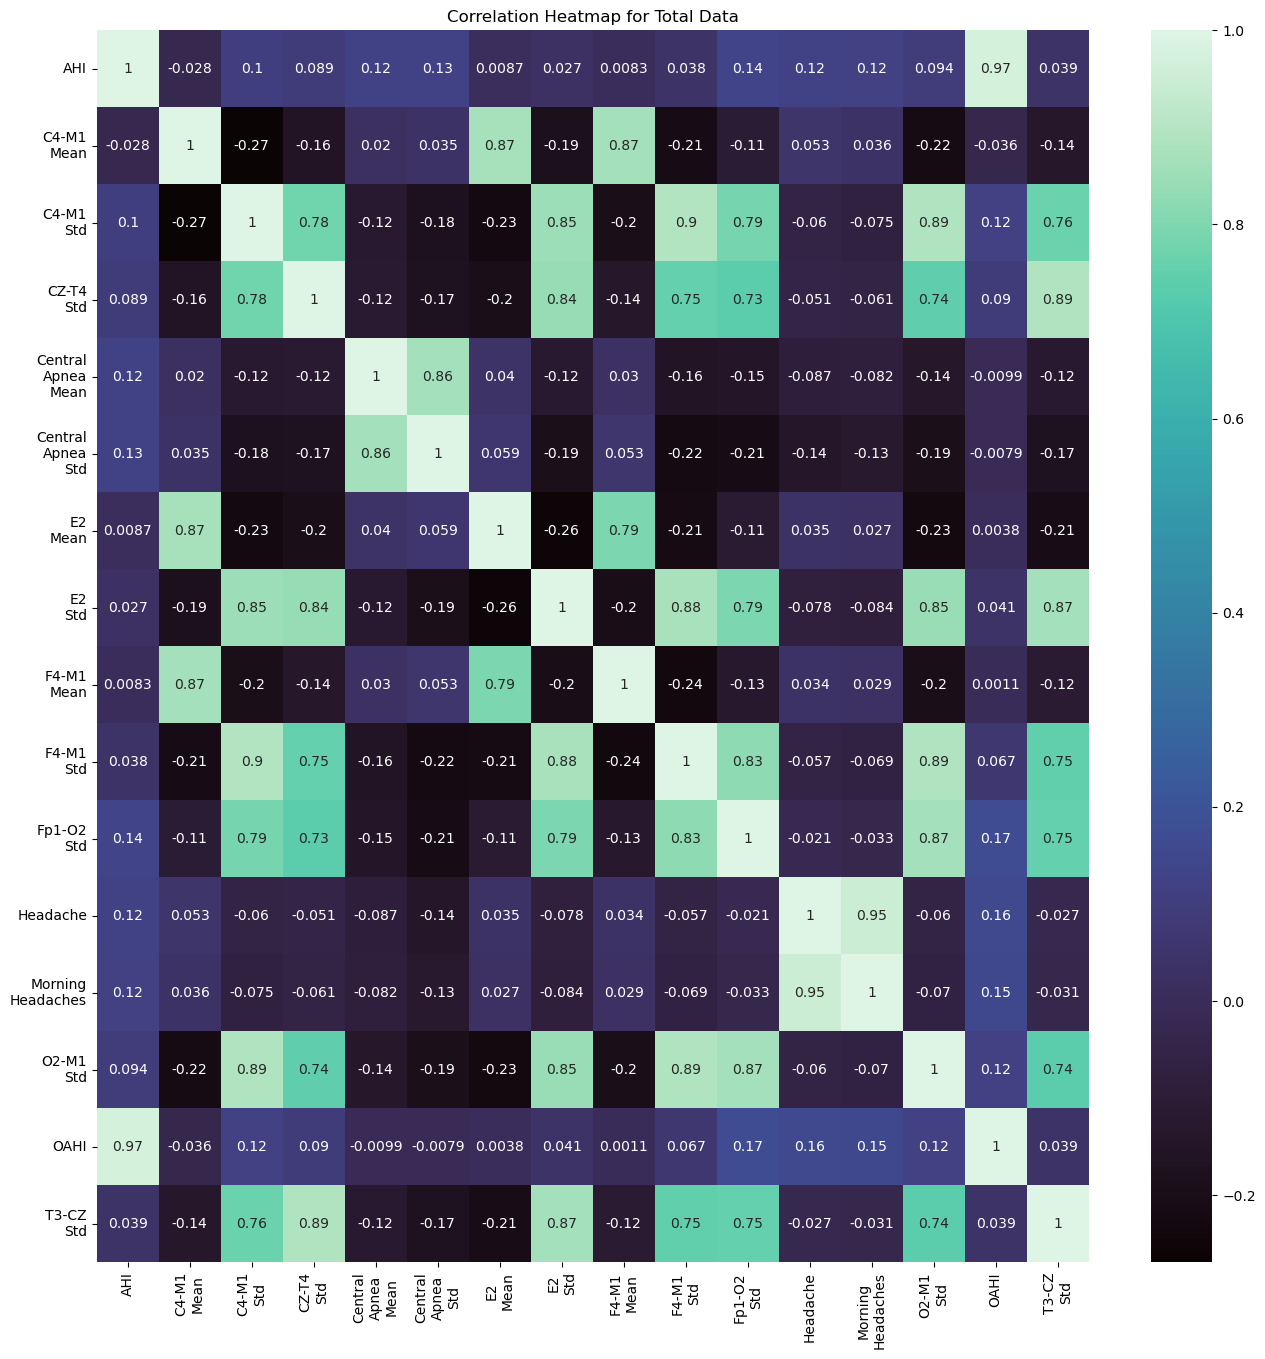 Correlation Heatmap for Total Data
AHI 1 -0.028 0.1 0.089 0.12 0.13 0.0087 0.027 0.0083 0.038 0.14 0.12 0.12 0.094 0.97 0.039
C4-M1
Mean
-0.028 1 -0.27 -0.16 0.02 0.035 0.87 -0.19 0.87 -0.21 -0.11 0.053 0.036 -0.22 -0.036 -0.14
C4-M1
Std
0.1 -0.27 1 0.78 -0.12 -0.18 -0.23 0.85 -0.2 0.9 0.79 -0.06 -0.075 0.89 0.12 0.76
CZ-T4
Std
0.089 -0.16 0.78 1 -0.12 -0.17 -0.2 0.84 -0.14 0.75 0.73 -0.051 -0.061 0.74 0.09 0.89
Central
Apnea
Mean
0.12 0.02 -0.12 -0.12 1 0.86 0.04 -0.12 0.03 -0.16 -0.15 -0.087 -0.082 -0.14 -0.0099 -0.12
Central
Apnea
Std
0.13 0.035 -0.18 -0.17 0.86 1 0.059 -0.19 0.053 -0.22 -0.21 -0.14 -0.13 -0.19 -0.0079 -0.17
E2
Mean
0.0087 0.87 -0.23 -0.2 0.04 0.059 1 -0.26 0.79 -0.21 -0.11 0.035 0.027 -0.23 0.0038 -0.21
E2
Std
0.027 -0.19 0.85 0.84 -0.12 -0.19 -0.26 1 -0.2 0.88 0.79 -0.078 -0.084 0.85 0.041 0.87
F4-M1
Mean
0.0083 0.87 -0.2 -0.14 0.03 0.053 0.79 -0.2 1 -0.24 -0.13 0.034 0.029 -0.2 0.0011 -0.12
F4-M1
Std
0.038 -0.21 0.9 0.75 -0.16 -0.22 -0.21 0.88 -0.24 1 0.83 -0.057 -0.069 0.89 0.067 0.75
Fp1-O2
Std
0.14 -0.11 0.79 0.73 -0.15 -0.21 -0.11 0.79 -0.13 0.83 1 -0.021 -0.033 0.87 0.17 0.75
Headache 0.12 0.053 -0.06 -0.051 -0.087 -0.14 0.035 -0.078 0.034 -0.057 -0.021 1 0.95 -0.06 0.16 -0.027
Morning
Headaches
0.12 0.036 -0.075 -0.061 -0.082 -0.13 0.027 -0.084 0.029 -0.069 -0.033 0.95 1 -0.07 0.15 -0.031
O2-M1
Std
0.094 -0.22 0.89 0.74 -0.14 -0.19 -0.23 0.85 -0.2 0.89 0.87 -0.06 -0.07 1 0.12 0.74
OAHI 0.97 -0.036 0.12 0.09 -0.0099 -0.0079 0.0038 0.041 0.0011 0.067 0.17 0.16 0.15 0.12 1 0.039
T3-CZ
Std
0.039 -0.14 0.76 0.89 -0.12 -0.17 -0.21 0.87 -0.12 0.75 0.75 -0.027 -0.031 0.74 0.039 1
AHI
C4-M1
Mean
C4-M1
Std
CZ-T4
Std
Central
Apnea
Mean
Central
Apnea
Std
E2
Mean
E2
Std
F4-M1
Mean
F4-M1
Std
Fp1-O2
Std
Headache
Morning
Headaches
O2-M1
Std
OAHI
T3-CZ
Std
1.0
0.8
0.6
0.4
0.2
0.0
−0.2